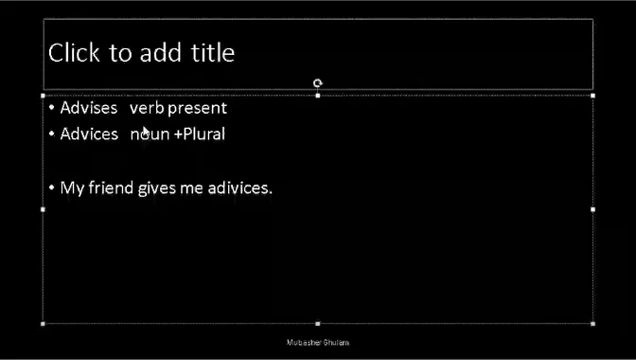 Click to add title
• Advises verb present
• Advices noun +Plural
• My friend gives me adivices.
Mubasher Ghulam